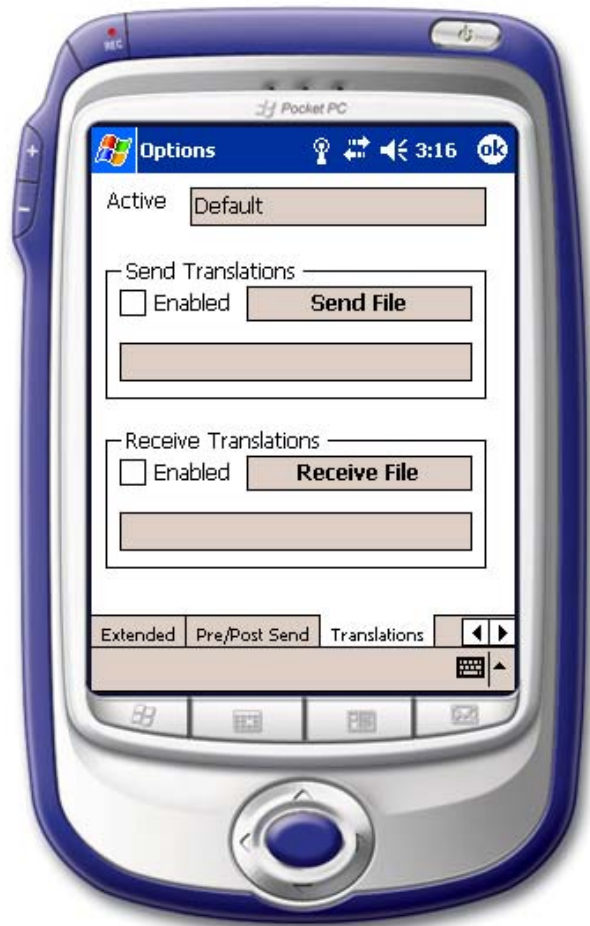 REC
Pocket PC
Options 3:16 ok
Active Default
Send Translations
Enabled Send File
Receive Translations
Enabled Receive File
Extended Pre/Post Send Translations